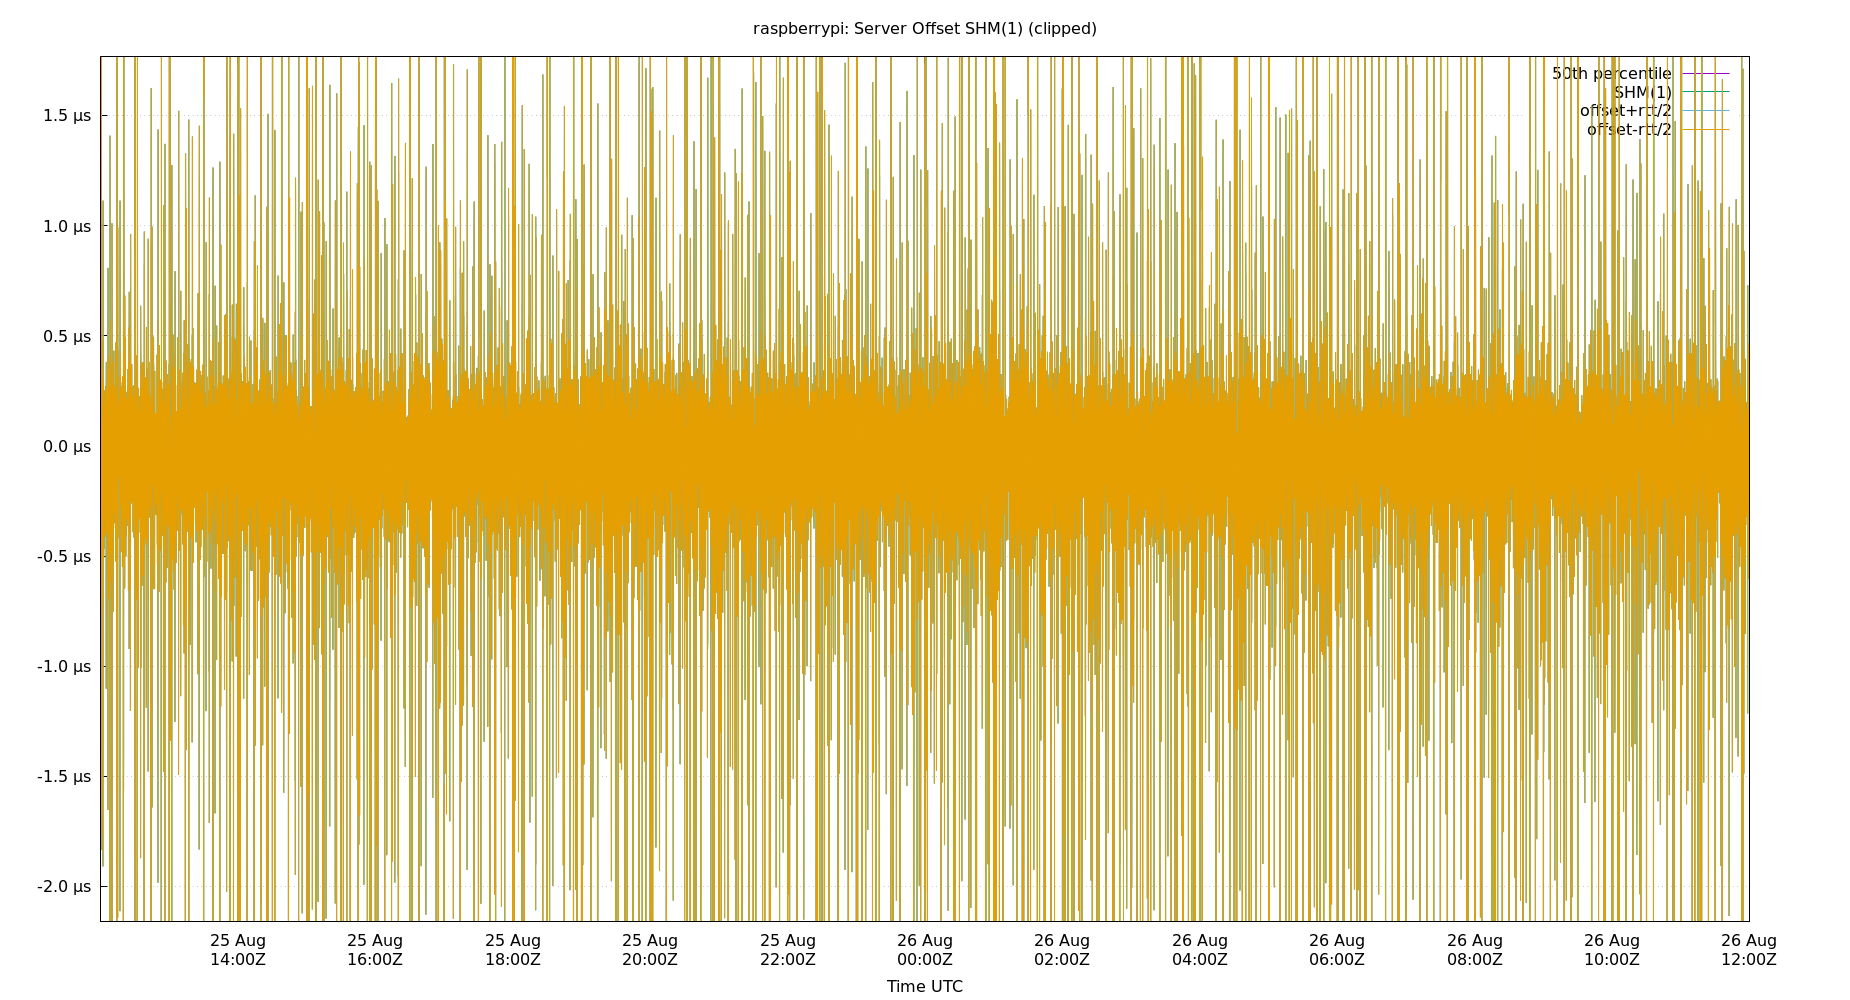 raspberrypi: Server Offset SHM(1) (clipped)
50th percentile
SHM(1)
offset+rtt/2
offset-rtt/2
1.5 µs
1.0 µs
0.5 µs
0.0 µs
-0.5 µs
-1.0 µs
-1.5 µs
-2.0 µs
25 Aug 25 Aug 25 Aug 25 Aug 25 Aug 26 Aug 26 Aug 26 Aug 26 Aug 26 Aug 26 Aug 26 Aug
14:00Z 16:00Z 18:00Z 20:00Z 22:00Z 00:00Z 02:00Z 04:00Z 06:00Z 08:00Z 10:00Z 12:00Z
Time UTC